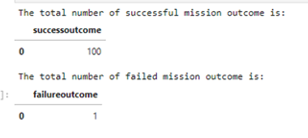 The total number of successful mission outcome is:
successoutcome
0 100
The total number of failed mission outcome is:
]: failureoutcome
0 1